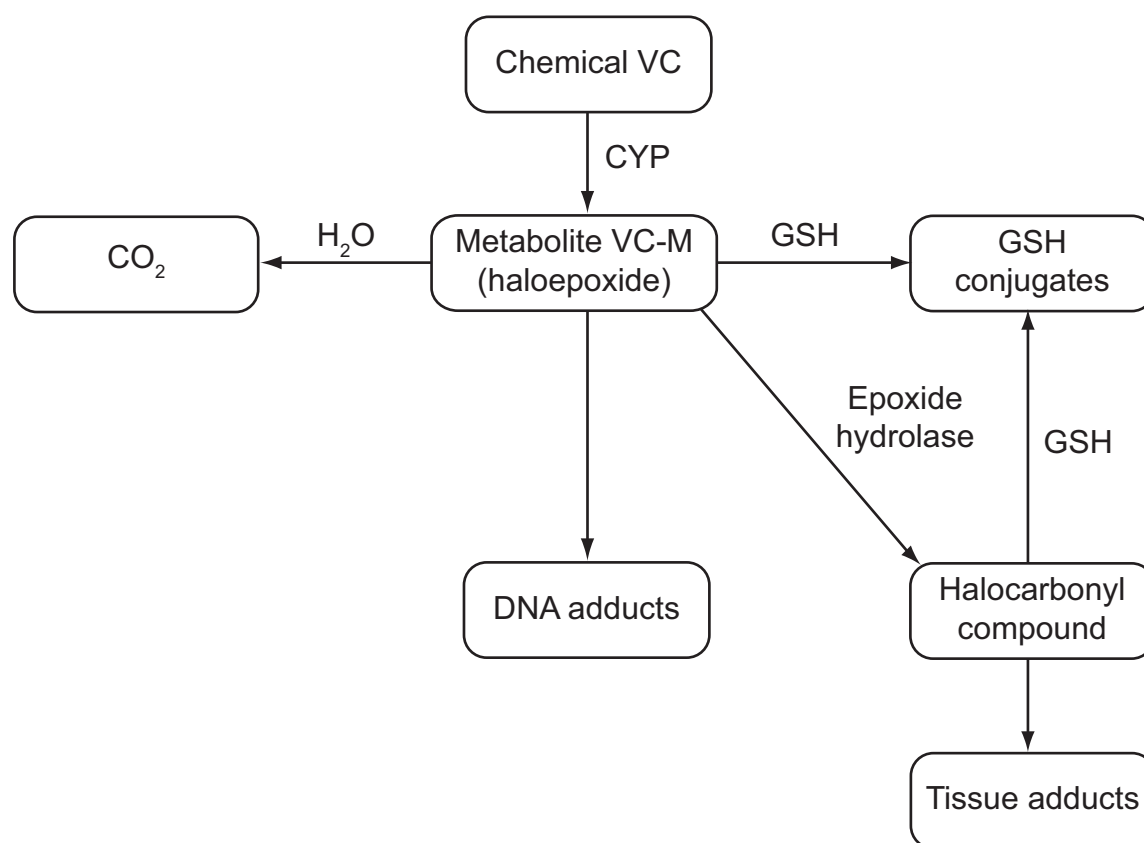 Chemical VC
CYP
CO₂
H₂O
Metabolite VC-M
(haloepoxide)
GSH
GSH
conjugates
Epoxide
hydrolase
GSH
DNA adducts
Halocarbonyl
compound
Tissue adducts